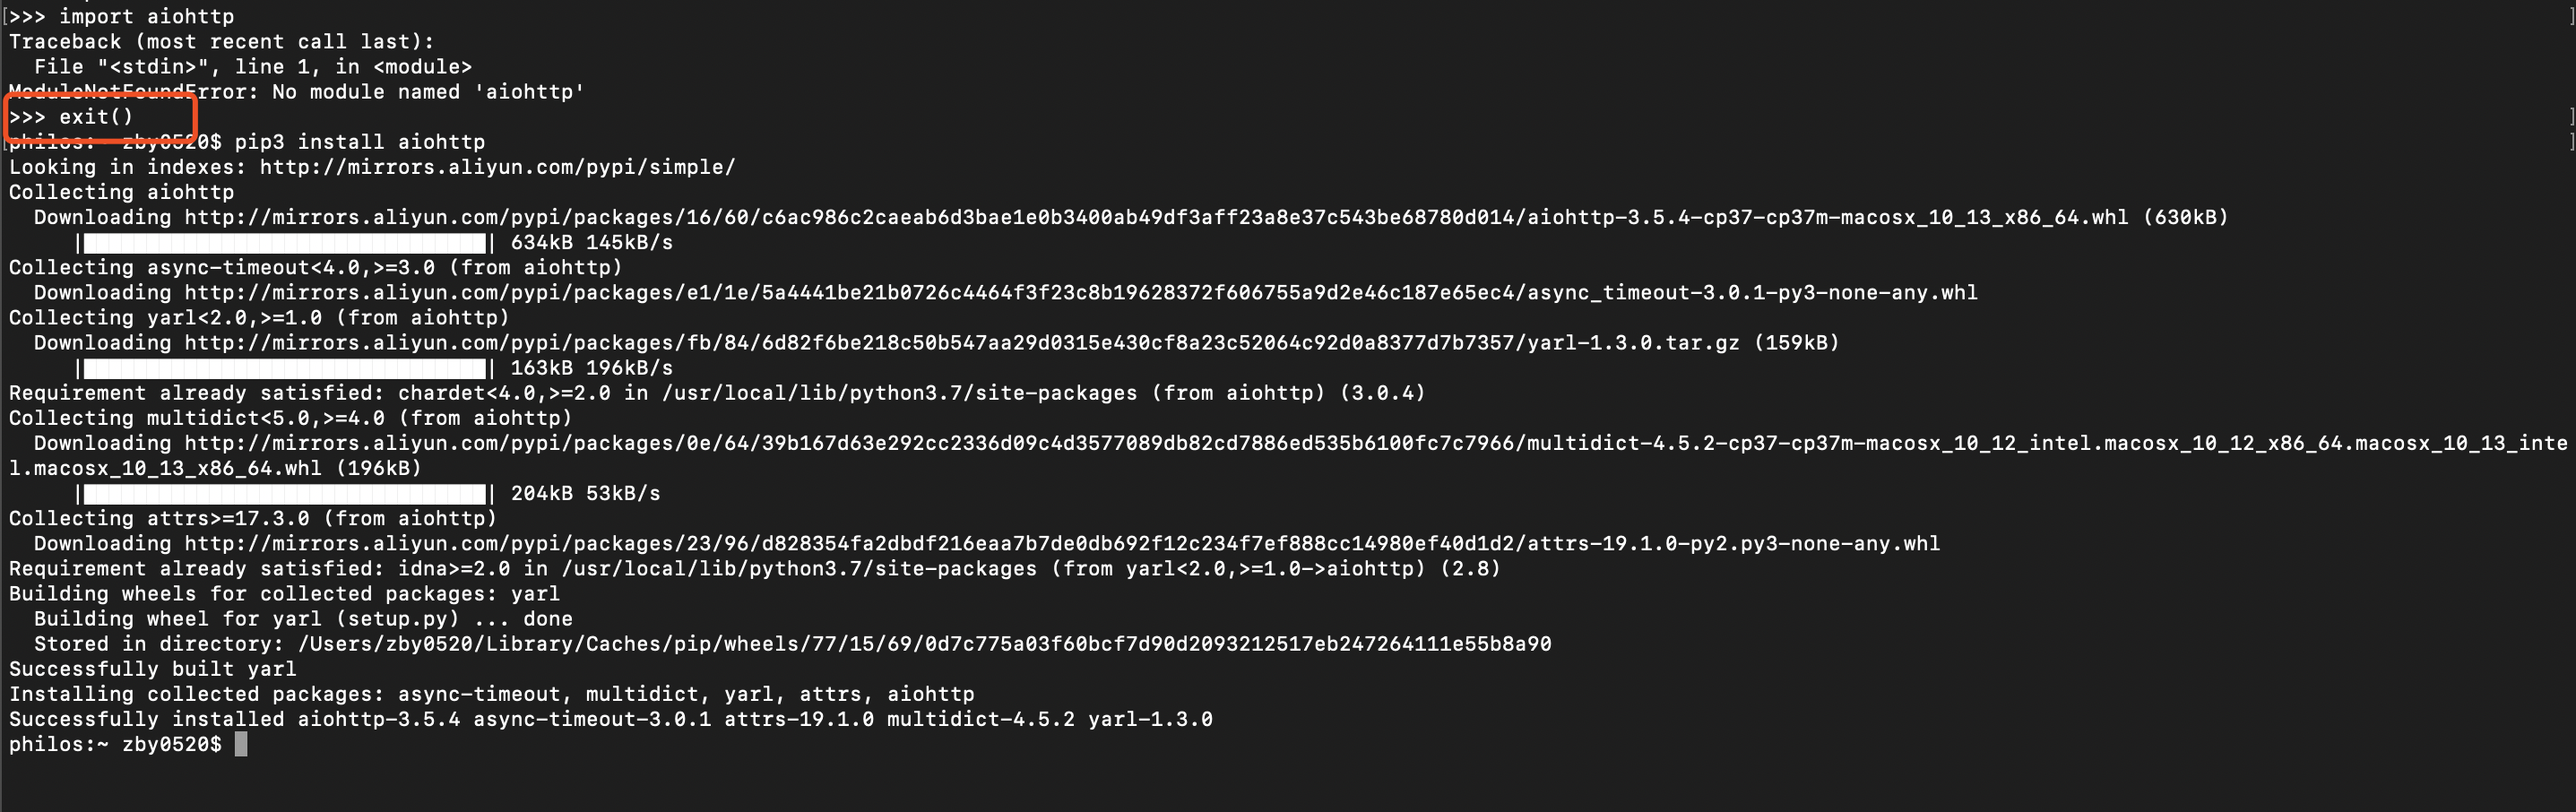 >>> import aiohttp
Traceback (most recent call last):
  File "<stdin>", line 1, in <module>
ModuleNotFoundError: No module named 'aiohttp'
>>> exit()
philos:~ zby0520$ pip3 install aiohttp
Looking in indexes: http://mirrors.aliyun.com/pypi/simple/
Collecting aiohttp
  Downloading http://mirrors.aliyun.com/pypi/packages/16/60/c6ac986c2caeab6d3bae1e0b3400ab49df3aff23a8e37c543be68780d014/aiohttp-3.5.4-cp37-cp37m-macosx_10_13_x86_64.whl (630kB)
     |████████████████████████████████| 634kB 145kB/s
Collecting async-timeout<4.0,>=3.0 (from aiohttp)
  Downloading http://mirrors.aliyun.com/pypi/packages/e1/1e/5a4441be21b0726c4464f3f23c8b19628372f606755a9d2e46c187e65ec4/async_timeout-3.0.1-py3-none-any.whl
Collecting yarl<2.0,>=1.0 (from aiohttp)
  Downloading http://mirrors.aliyun.com/pypi/packages/fb/84/6d82f6be218c50b547aa29d0315e430cf8a23c52064c92d0a8377d7b7357/yarl-1.3.0.tar.gz (159kB)
     |████████████████████████████████| 163kB 196kB/s
Requirement already satisfied: chardet<4.0,>=2.0 in /usr/local/lib/python3.7/site-packages (from aiohttp) (3.0.4)
Collecting multidict<5.0,>=4.0 (from aiohttp)
  Downloading http://mirrors.aliyun.com/pypi/packages/0e/64/39b167d63e292cc2336d09c4d3577089db82cd7886ed535b6100fc7c7966/multidict-4.5.2-cp37-cp37m-macosx_10_12_intel.macosx_10_12_x86_64.macosx_10_13_inte
l.macosx_10_13_x86_64.whl (196kB)
     |████████████████████████████████| 204kB 53kB/s
Collecting attrs>=17.3.0 (from aiohttp)
  Downloading http://mirrors.aliyun.com/pypi/packages/23/96/d828354fa2dbdf216eaa7b7de0db692f12c234f7ef888cc14980ef40d1d2/attrs-19.1.0-py2.py3-none-any.whl
Requirement already satisfied: idna>=2.0 in /usr/local/lib/python3.7/site-packages (from yarl<2.0,>=1.0->aiohttp) (2.8)
Building wheels for collected packages: yarl
  Building wheel for yarl (setup.py) ... done
  Stored in directory: /Users/zby0520/Library/Caches/pip/wheels/77/15/69/0d7c775a03f60bcf7d90d2093212517eb247264111e55b8a90
Successfully built yarl
Installing collected packages: async-timeout, multidict, yarl, attrs, aiohttp
Successfully installed aiohttp-3.5.4 async-timeout-3.0.1 attrs-19.1.0 multidict-4.5.2 yarl-1.3.0
philos:~ zby0520$